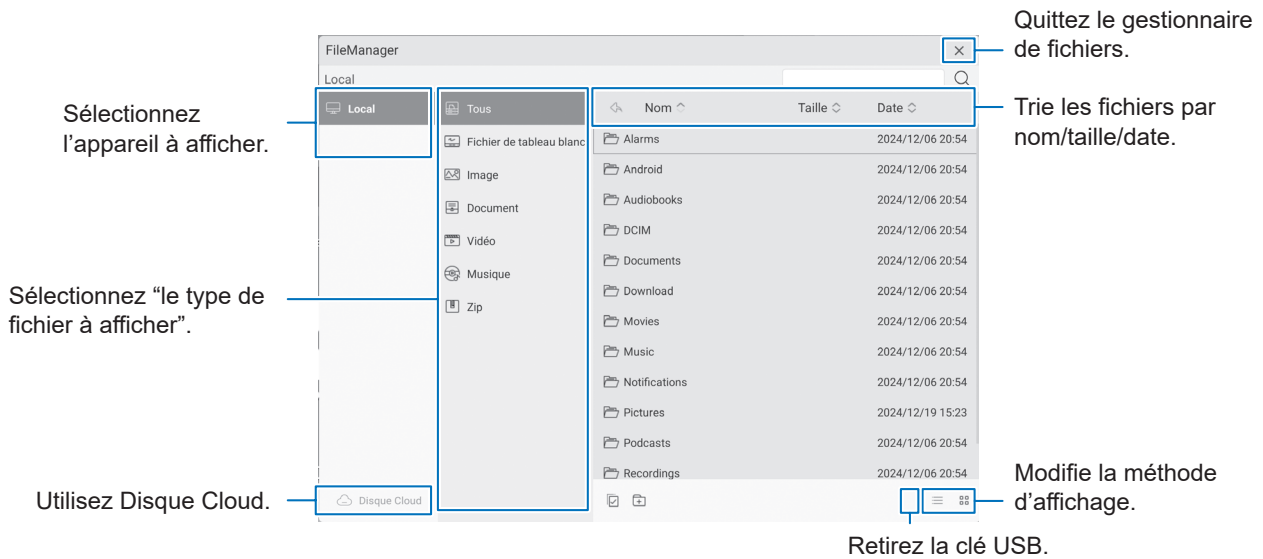 Quittez le gestionnaire
de fichiers.
FileManager
Local
Sélectionnez
l’appareil à afficher.
Local
Tous
Nom
Taille
Date
Trie les fichiers par
nom/taille/date.
Fichier de tableau blanc
Image
Document
Vidéo
Musique
Zip
Alarms 2024/12/06 20:54
Android 2024/12/06 20:54
Audiobooks 2024/12/06 20:54
DCIM 2024/12/06 20:54
Documents 2024/12/06 20:54
Download 2024/12/06 20:54
Movies 2024/12/06 20:54
Music 2024/12/06 20:54
Notifications 2024/12/06 20:54
Pictures 2024/12/19 15:23
Podcasts 2024/12/06 20:54
Recordings 2024/12/06 20:54
Sélectionnez “le type de
fichier à afficher”.
Utilisez Disque Cloud.
Disque Cloud
Modifie la méthode
d’affichage.
Retirez la clé USB.